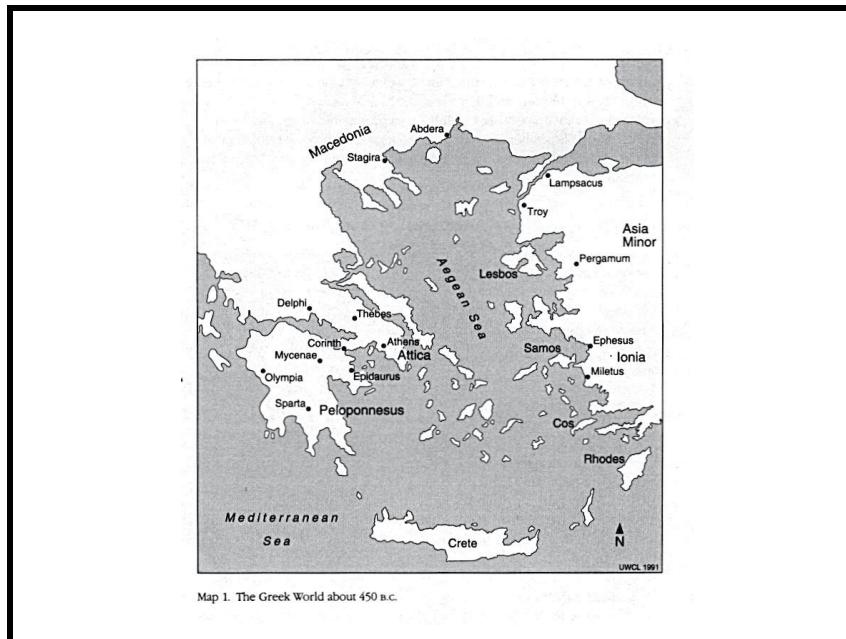 Abdera
Macedonia
Stagira
Lampsacus
Troy
Asia
Minor
Pergamum
Lesbos
Aegean Sea
Delphi
Thebes
Corinth
Athens
Attica
Mycenae
Epidaurus
Olympia
Sparta
Peloponnesus
Samos
Ephesus
Ionia
Miletus
Cos
Rhodes
Mediterranean
Sea
Crete
N
UWCL 1991
Map 1. The Greek World about 450 B.C.